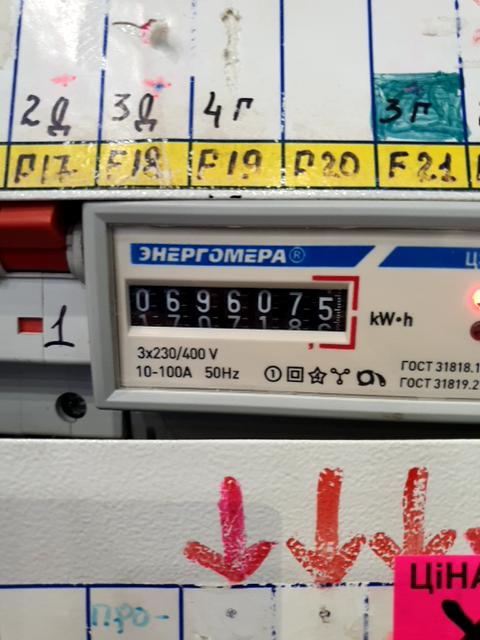 2Д 3Д 4Г 3Г
F17 F18 F19 F20 F21
ЭНЕРГОМЕРА®
0696075
kW•h
1
3x230/400 V
10-100A 50Hz
ГОСТ 31818.1
ГОСТ 31819.2
ЦіНА
ПРО-